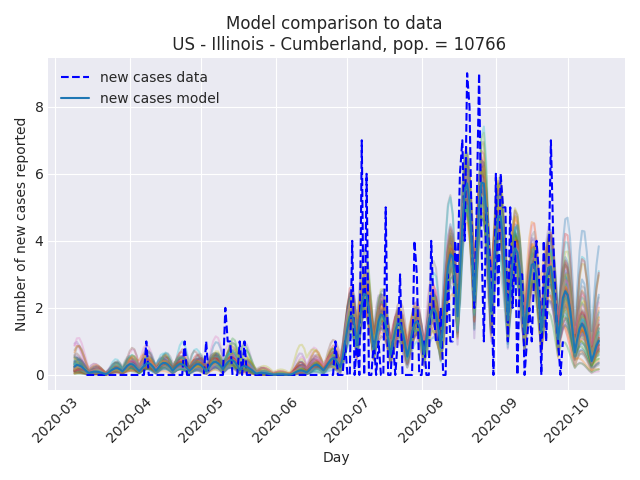 Model comparison to data
US - Illinois - Cumberland, pop. = 10766
new cases data
new cases model
Number of new cases reported
8
6
4
2
0
2020-03
2020-04
2020-05
2020-06
2020-07
2020-08
2020-09
2020-10
Day